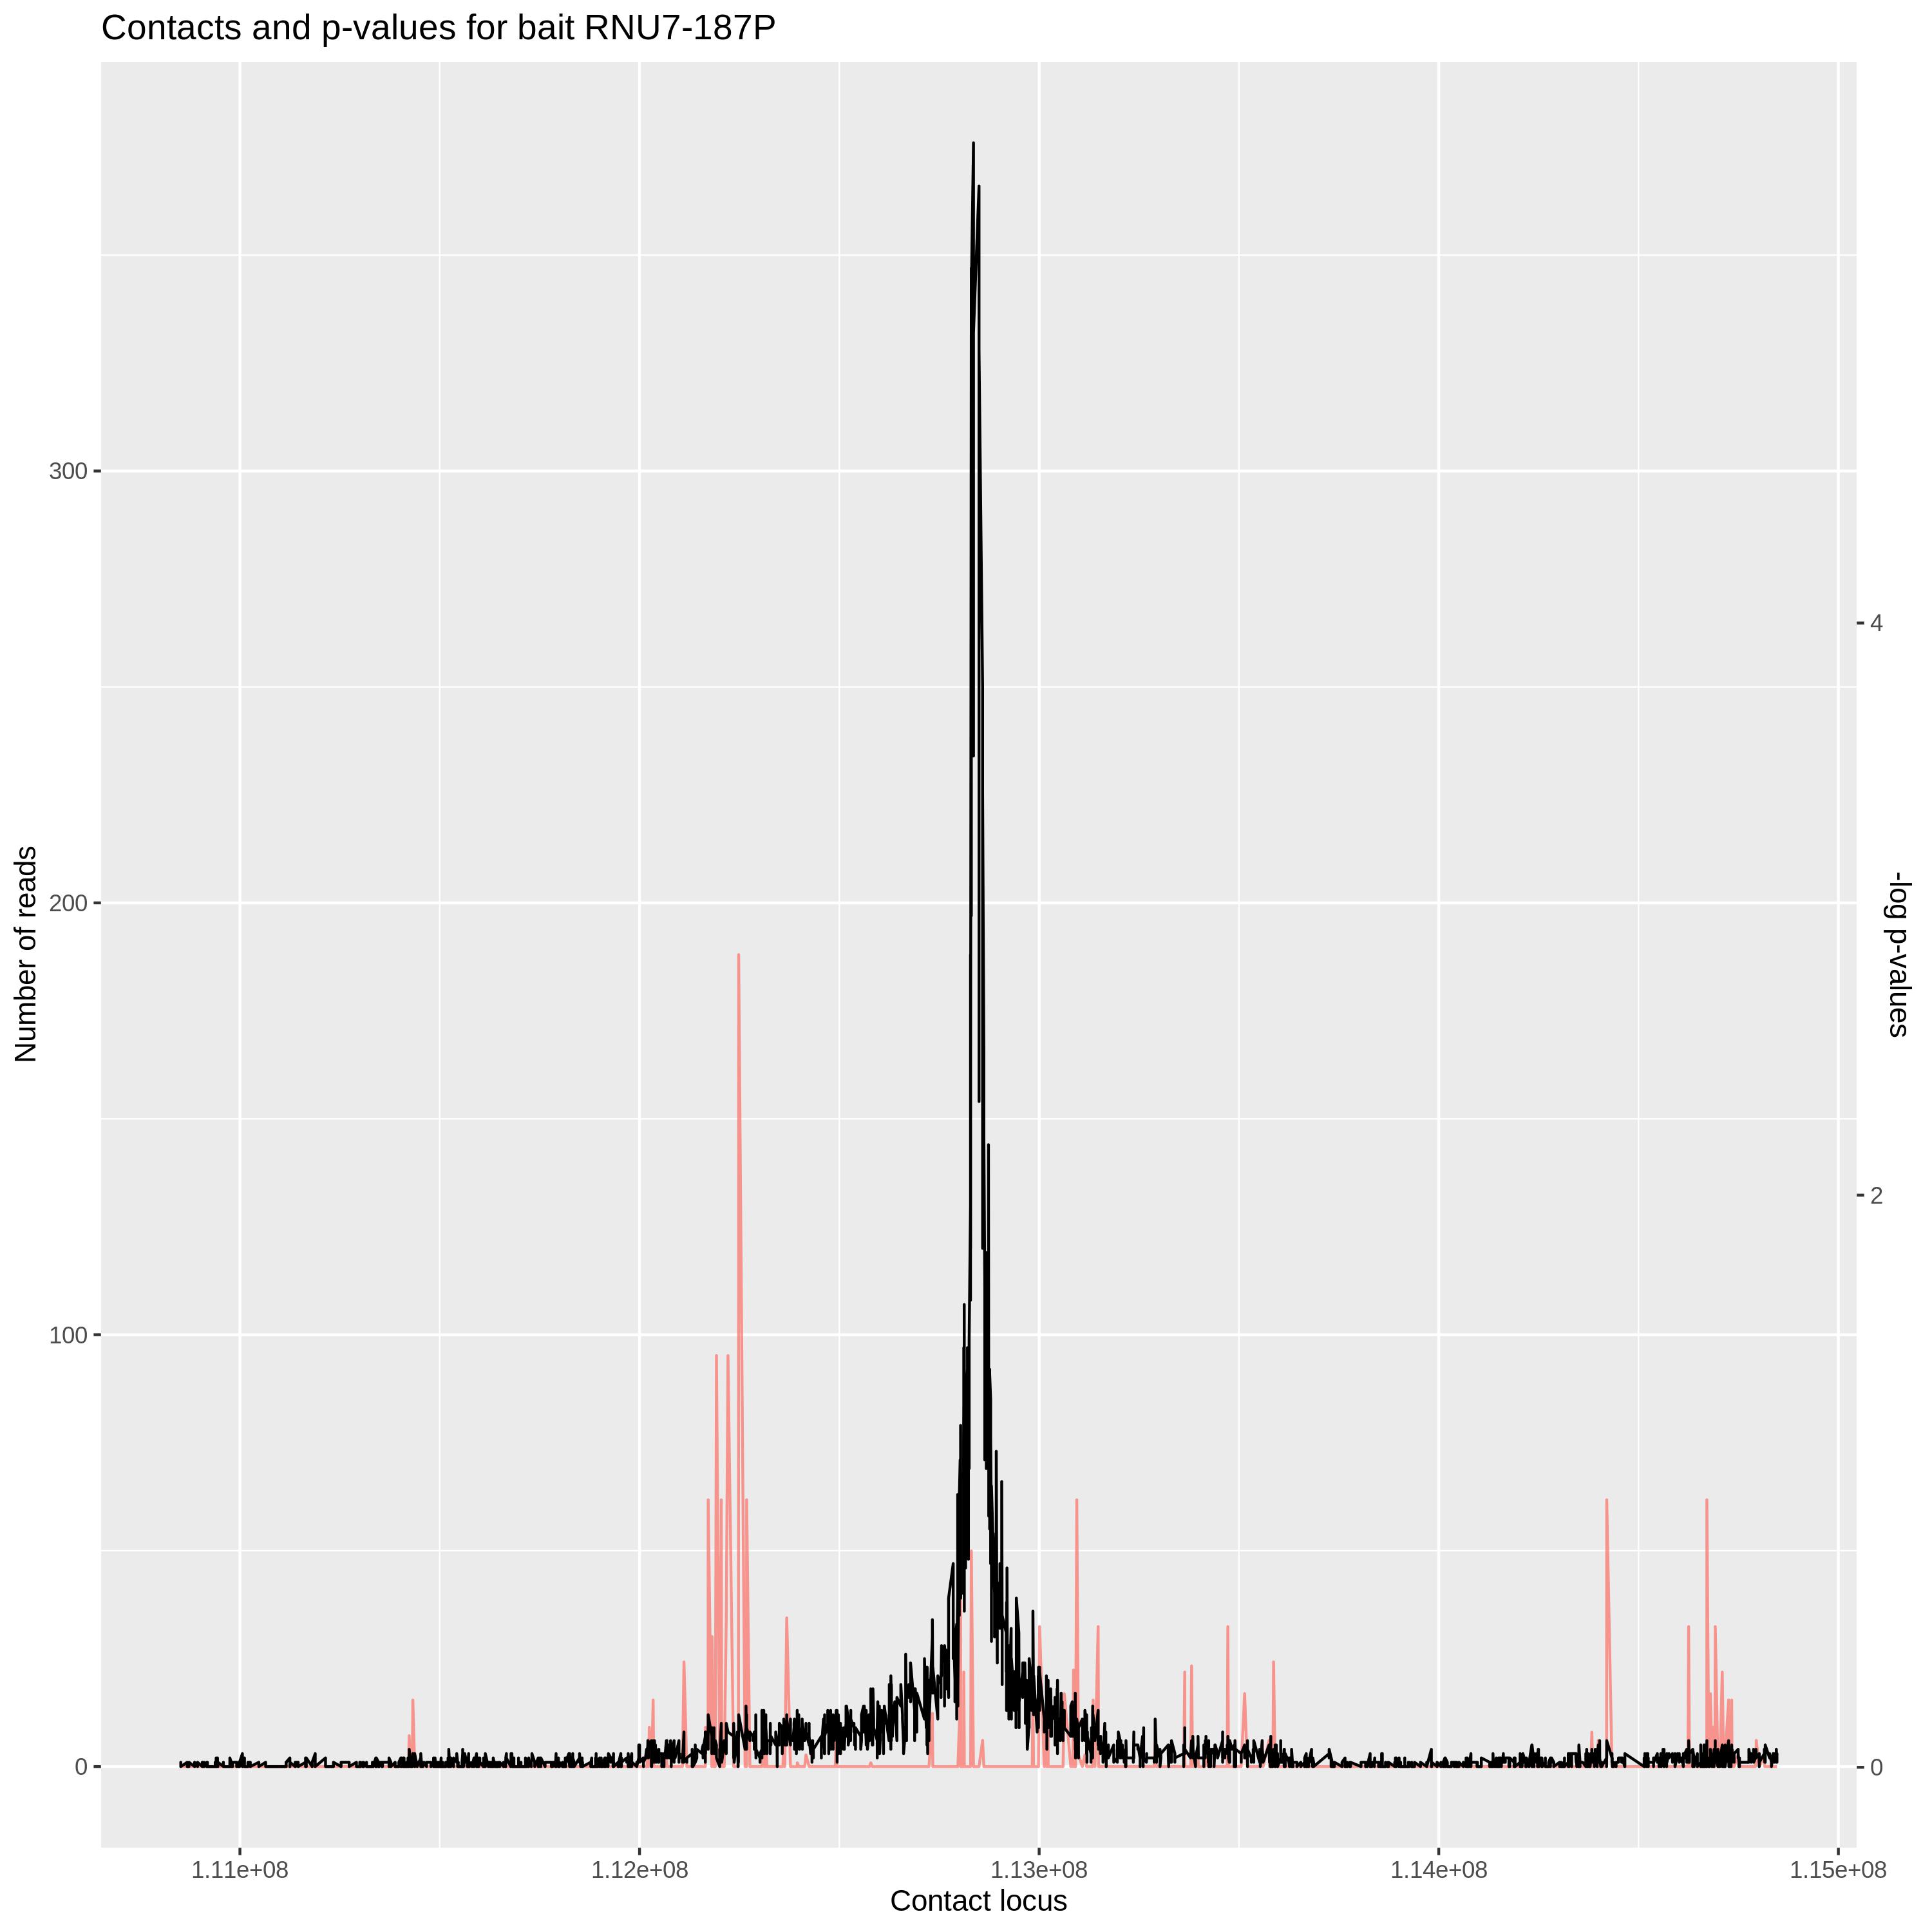 Contacts and p-values for bait RNU7-187P
300
200
100
0
Number of reads
4
2
0
-log p-values
1.11e+08
1.12e+08
1.13e+08
1.14e+08
1.15e+08
Contact locus